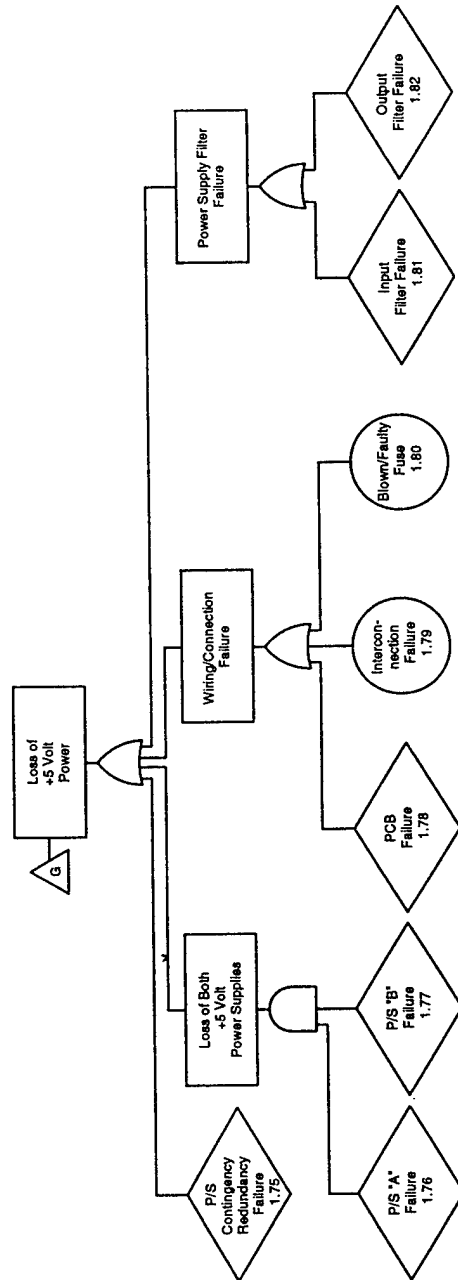 G
Loss of
+5 Volt
Power
P/S
Contingency
Redundancy
Failure
1.75
Loss of Both
+5 Volt
Power Supplies
Wiring/Connection
Failure
Power Supply Filter
Failure
P/S "A"
Failure
1.76
P/S "B"
Failure
1.77
PCB
Failure
1.78
Intercon-
nection
Failure
1.79
Blown/Faulty
Fuse
1.80
Input
Filter Failure
1.81
Output
Filter Failure
1.82